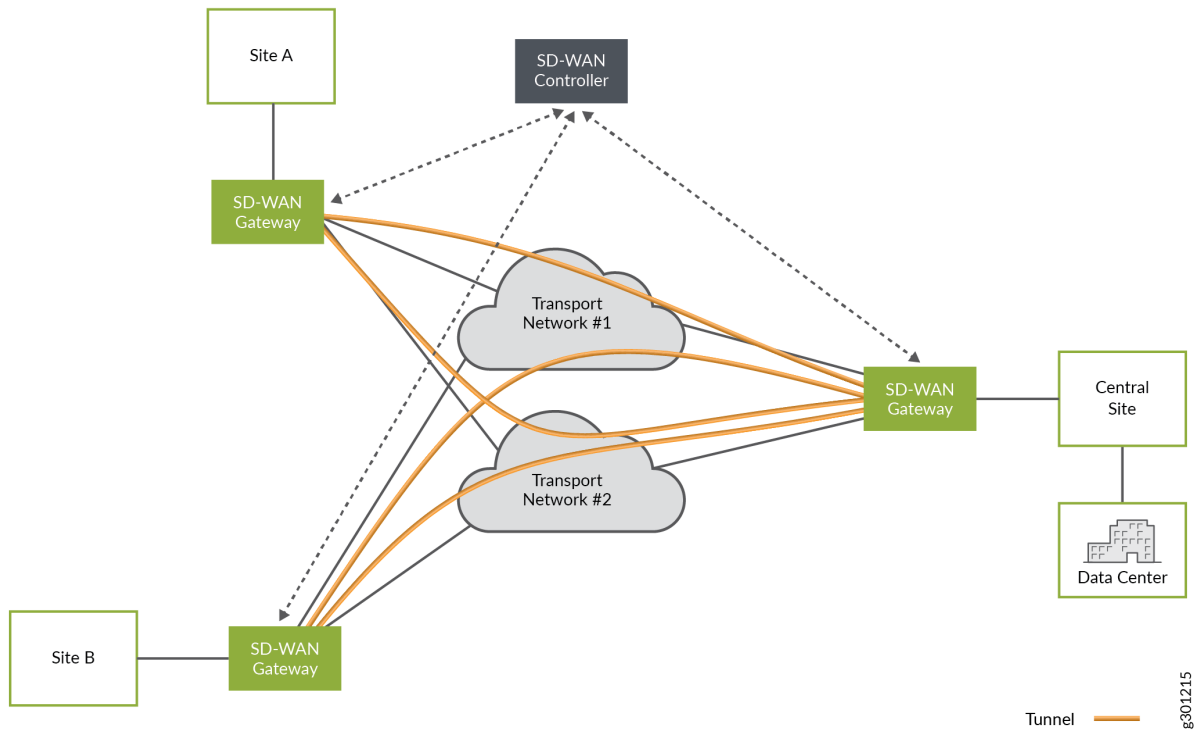 Site A
SD-WAN
Controller
SD-WAN
Gateway
Transport
Network #1
SD-WAN
Gateway
Central
Site
Transport
Network #2
Data Center
Site B
SD-WAN
Gateway
Tunnel
g301215